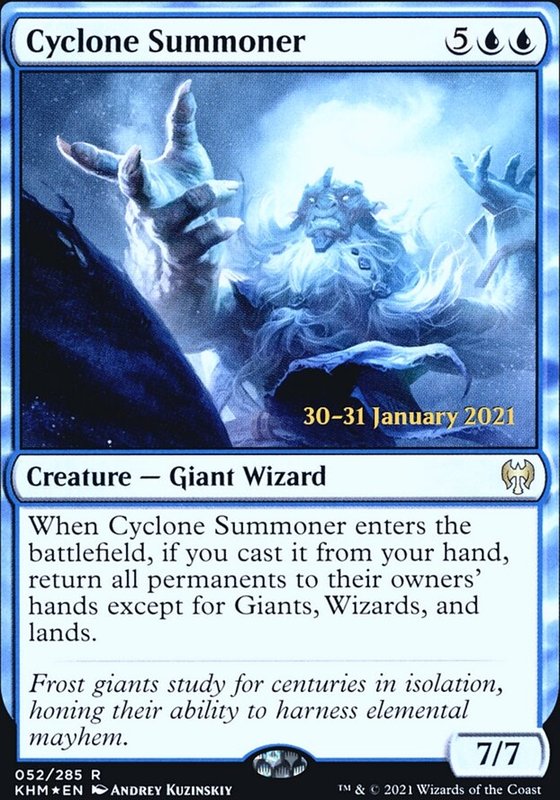 Cyclone Summoner 5
30-31 January 2021
Creature — Giant Wizard
When Cyclone Summoner enters the
battlefield, if you cast it from your hand,
return all permanents to their owners'
hands except for Giants, Wizards, and
lands.
Frost giants study for centuries in isolation,
honing their ability to harness elemental
mayhem.
7/7
052/285 R
KHM★EN Andrey Kuzinskiy
™ & © 2021 Wizards of the Coast